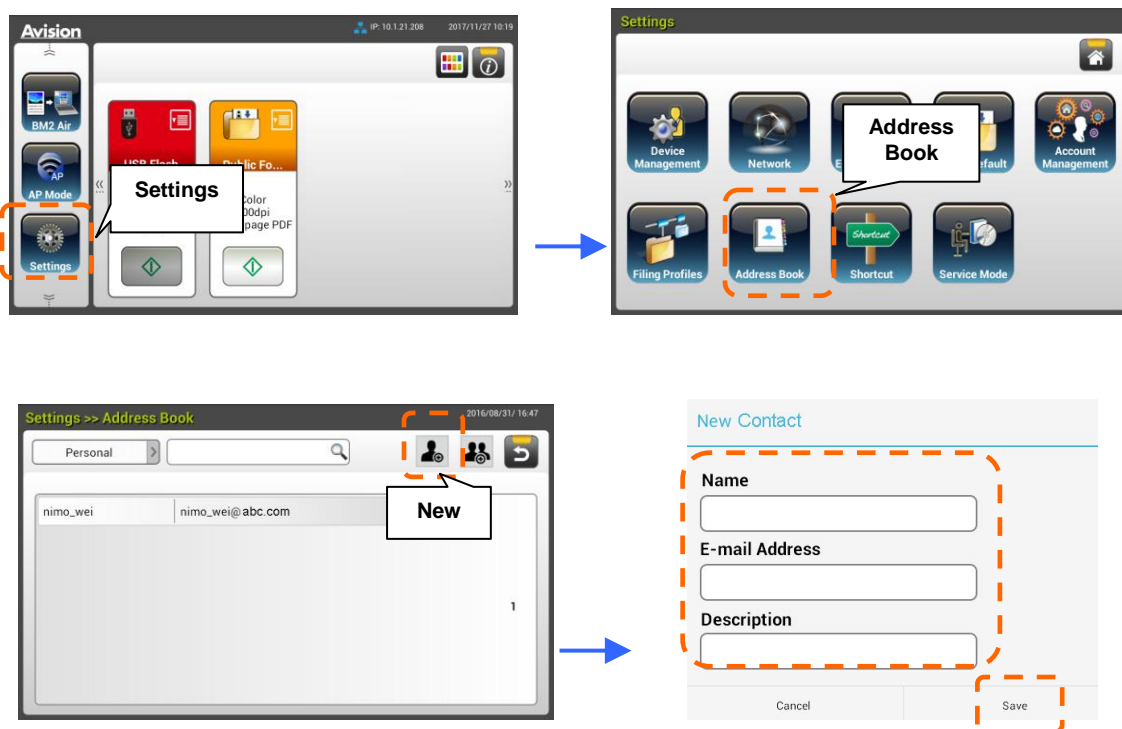 Avision
IP: 10.1.21.208 2017/11/27 10:19
BM2 Air
AP
AP Mode
Settings
USB Flash
Public Fo...
Settings
Color
00dpi
page PDF
Settings
Address
Book
Device
Management
Network
E
fault
Account
Management
Filing Profiles
Address Book
Shortcut
Shortcut
Service Mode
Settings >> Address Book
2016/08/31/ 16:47
Personal
nimo_wei nimo_wei@abc.com
New
1
New Contact
Name
E-mail Address
Description
Cancel Save